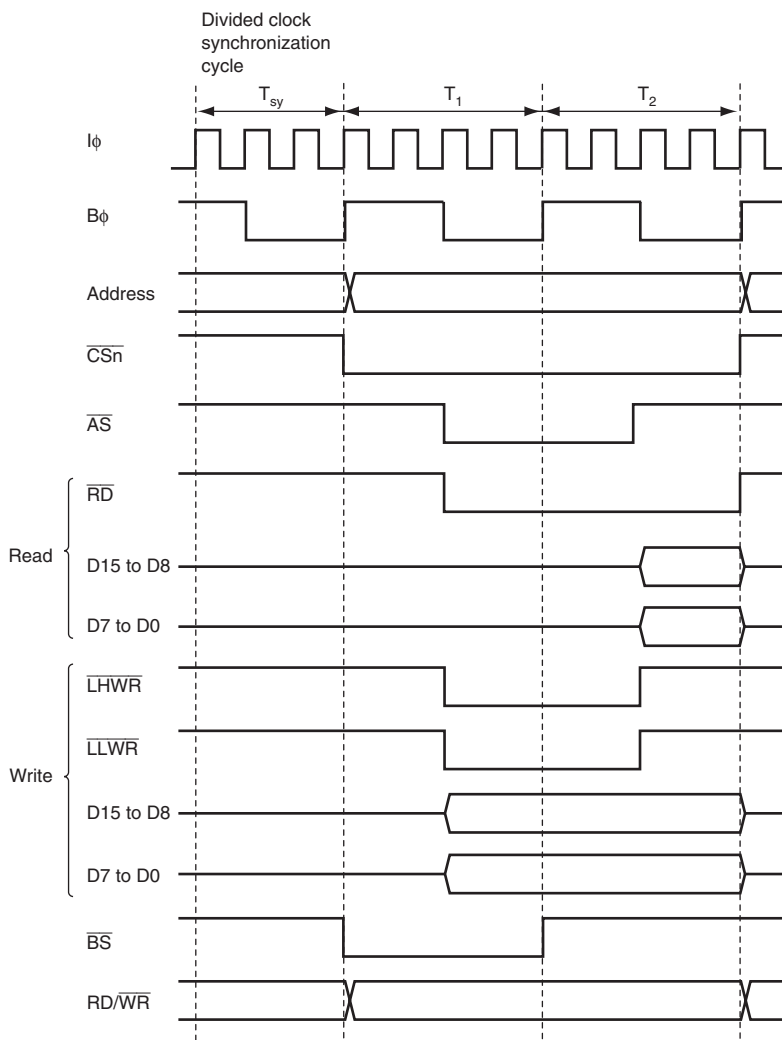 Divided clock
synchronization
cycle
Tsy
T1
T2
Iϕ
Bϕ
Address
CSn
AS
Read
RD
D15 to D8
D7 to D0
Write
LHWR
LLWR
D15 to D8
D7 to D0
BS
RD/WR